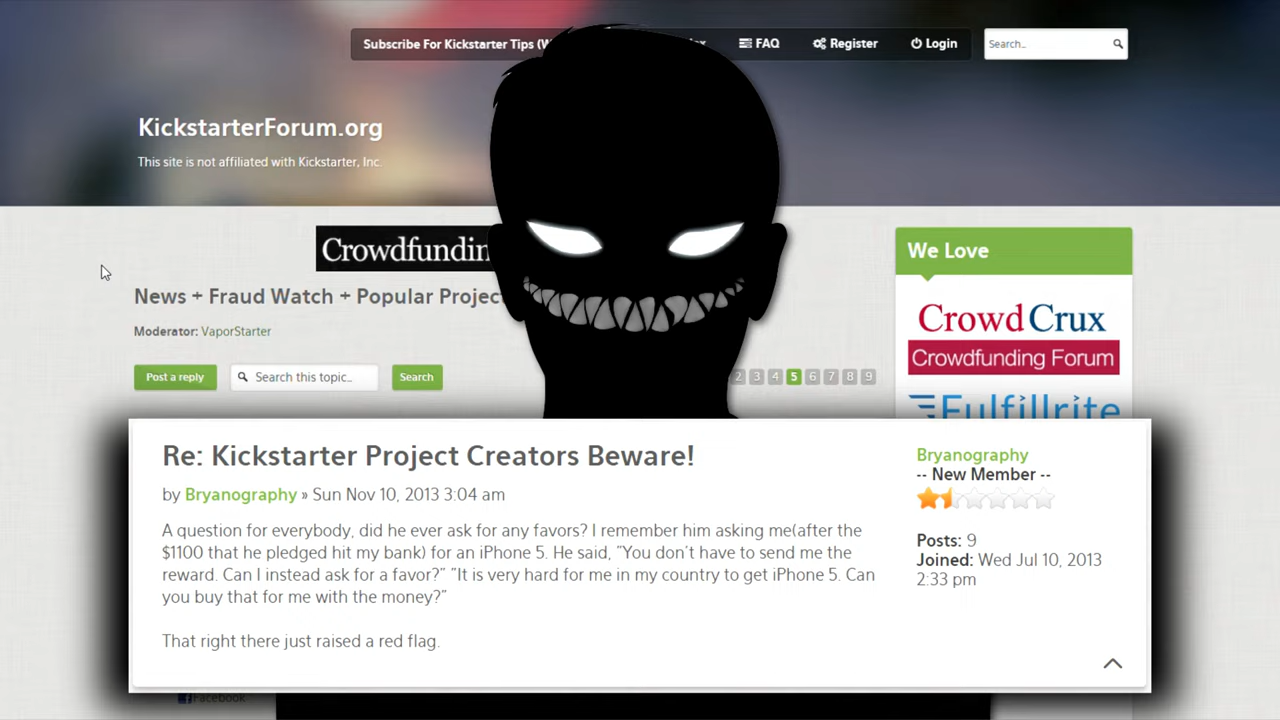 Subscribe For Kickstarter Tips
FAQ
Register
Login
Search...
KickstarterForum.org
This site is not affiliated with Kickstarter, Inc.
We Love
News + Fraud Watch + Popular
Moderator: VaporStarter
CrowdCrux
Crowdfunding Forum
Post a reply
Search this topic...
Search
2 3 4 5 6 7 8 9
Fulfillrite
Re: Kickstarter Project Creators Beware!
by Bryanography » Sun Nov 10, 2013 3:04 am
A question for everybody, did he ever ask for any favors? I remember him asking me(after the
$1100 that he pledged hit my bank) for an iPhone 5. He said, "You don't have to send me the
reward. Can I instead ask for a favor?" "It is very hard for me in my country to get iPhone 5. Can
you buy that for me with the money?"
That right there just raised a red flag.
Bryanography
-- New Member --
Posts: 9
Joined: Wed Jul 10, 2013
2:33 pm
Facebook